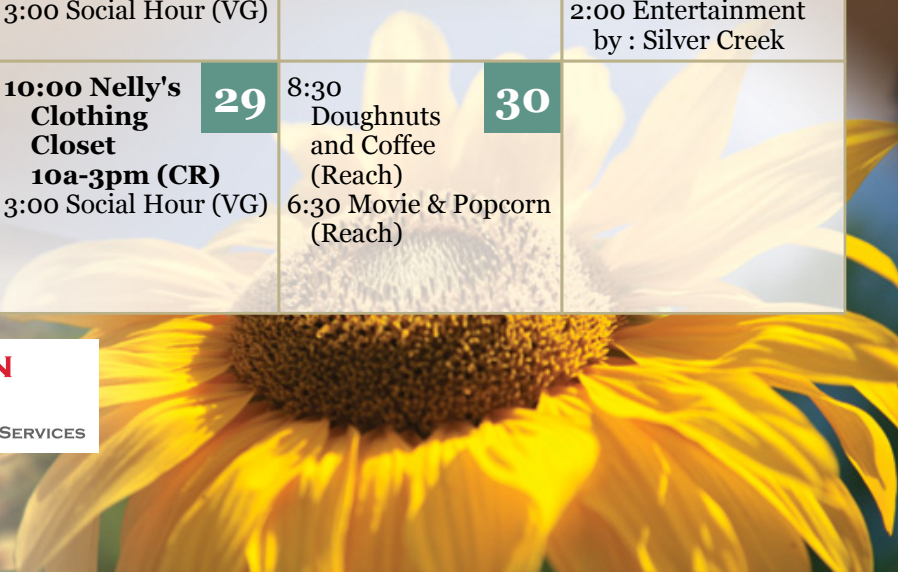 3:00 Social Hour (VG)
2:00 Entertainment
by : Silver Creek
10:00 Nelly's
Clothing
Closet
10a-3pm (CR)
3:00 Social Hour (VG)
29
8:30
Doughnuts
and Coffee
(Reach)
6:30 Movie & Popcorn
(Reach)
30
N
SERVICES